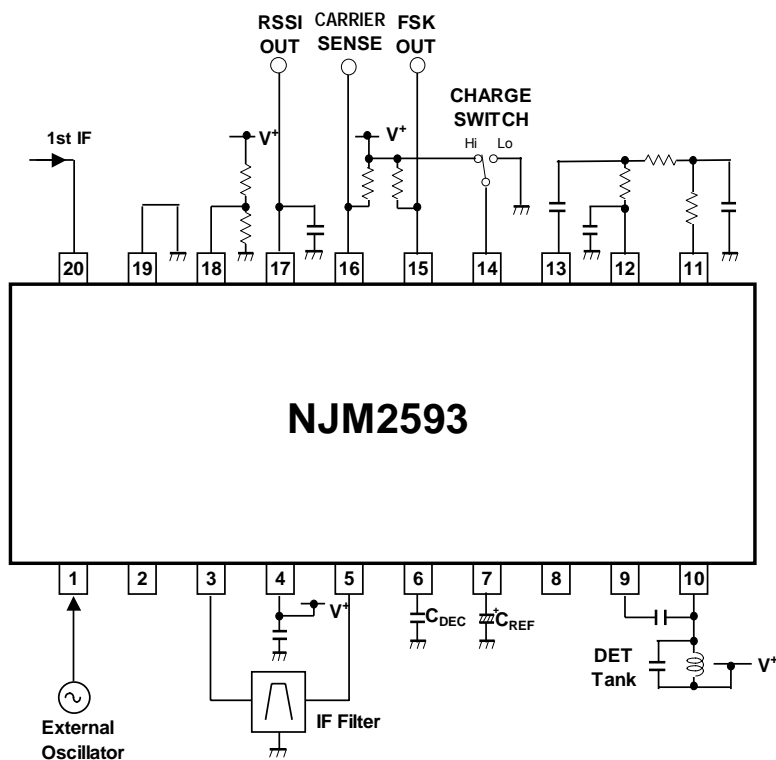 RSSI OUT
CARRIER SENSE
FSK OUT
CHARGE SWITCH
Hi
Lo
1st IF
V+
V+
20
19
18
17
16
15
14
13
12
11
NJM2593
1
2
3
4
5
6
7
8
9
10
V+
CDEC
+
CREF
DET Tank
V+
IF Filter
External Oscillator